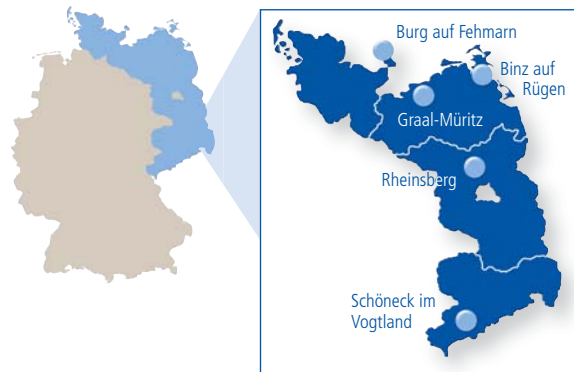 Burg auf Fehmarn
Binz auf
Rügen
Graal-Müritz
Rheinsberg
Schöneck im
Vogtland